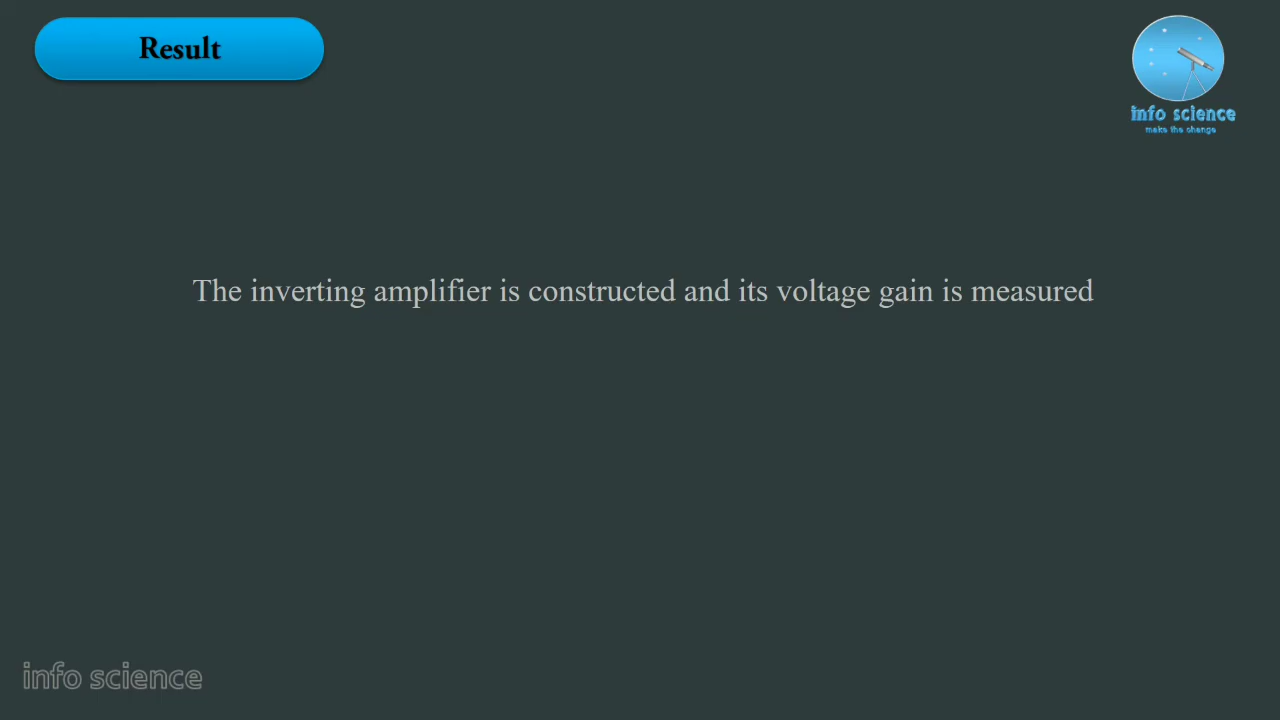 Result
info science
make the change
The inverting amplifier is constructed and its voltage gain is measured
info science